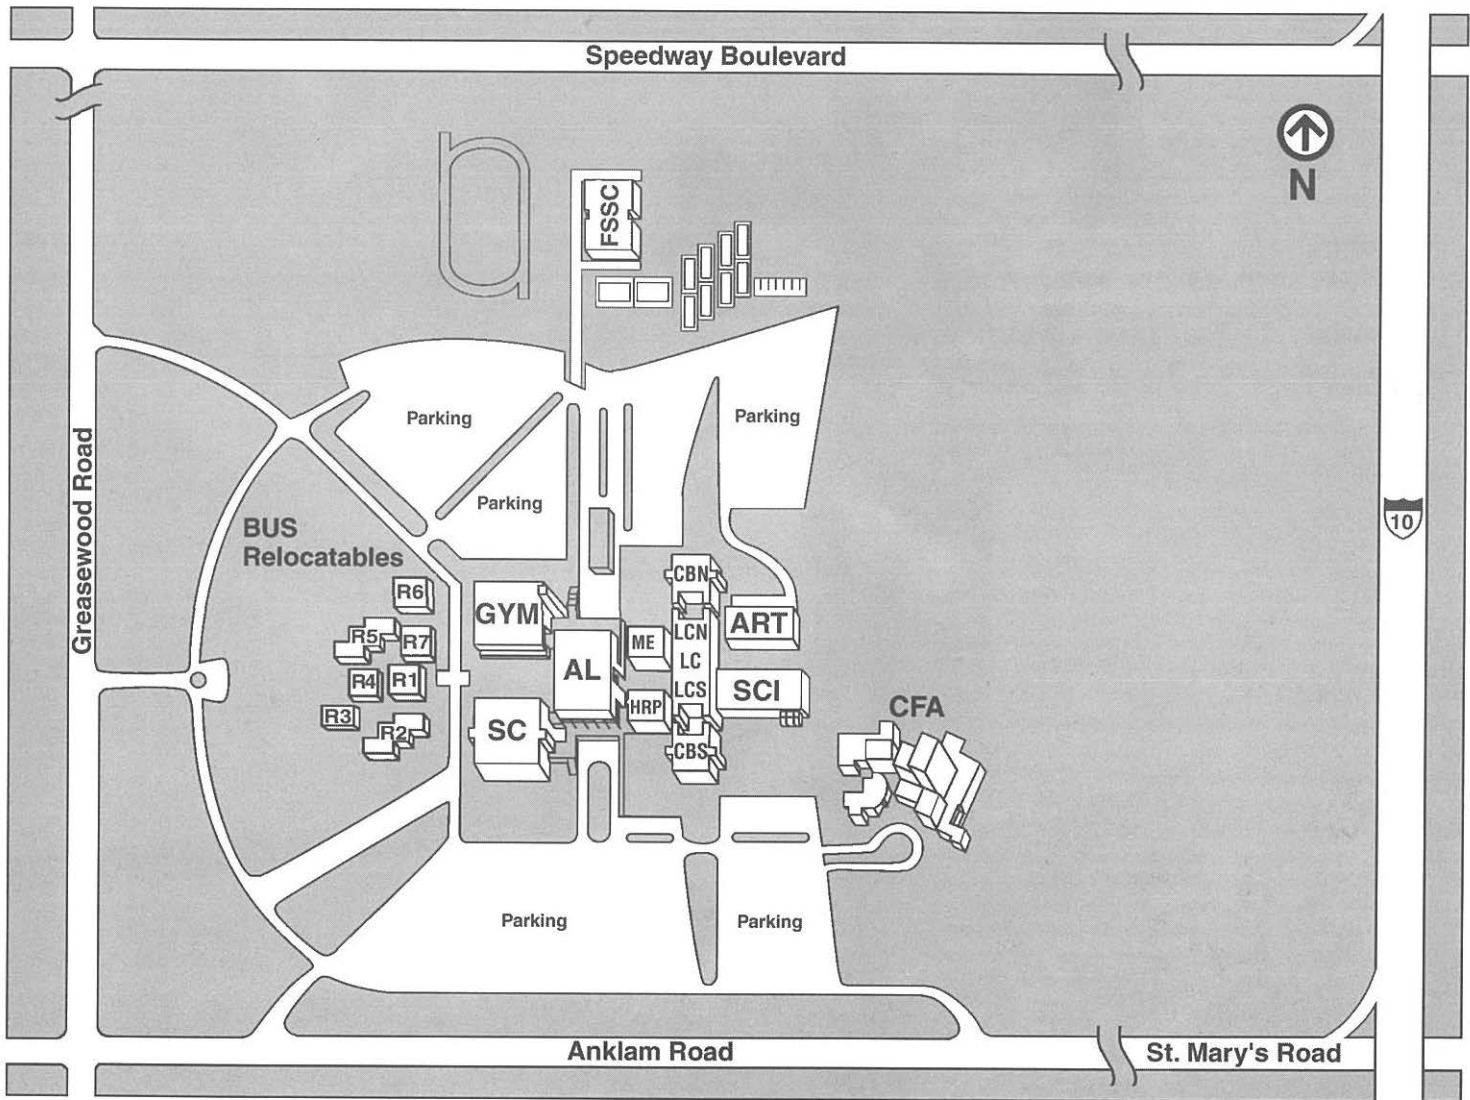 Speedway Boulevard
N
FSSC
Parking
Parking
Parking
Greasewood Road
10
BUS
Relocatables
R6
R5
R7
R4
R1
R3
R2
GYM
AL
SC
ME
HRP
CBN
LCN
LC
LCS
CBS
ART
SCI
CFA
Parking
Parking
Anklam Road
St. Mary's Road